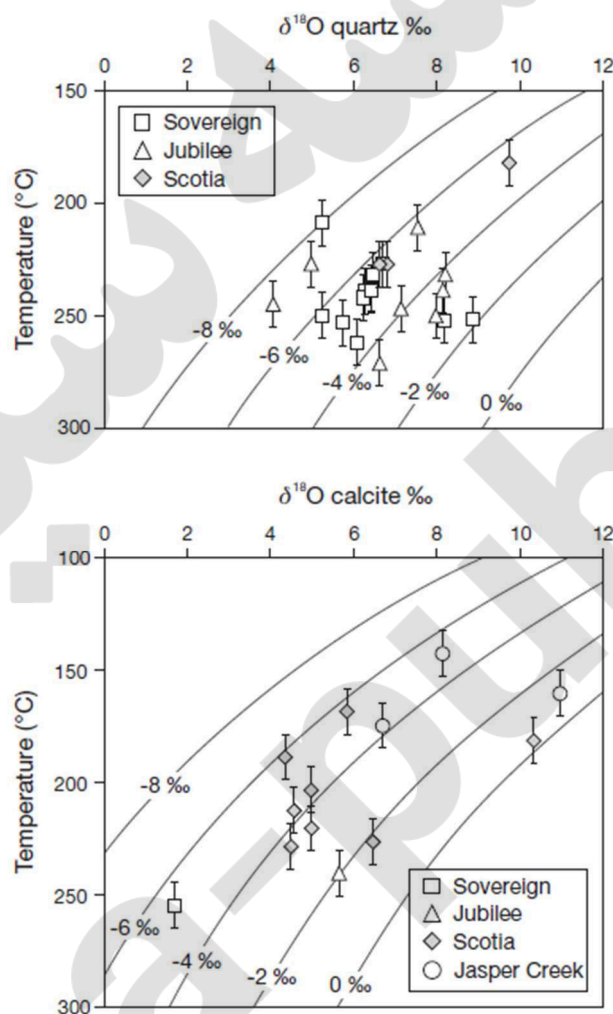 δ¹⁸O quartz ‰
0 2 4 6 8 10 12
150
200
250
300
Temperature (°C)
Sovereign
Jubilee
Scotia
-8 ‰
-6 ‰
-4 ‰
-2 ‰
0 ‰
δ¹⁸O calcite ‰
0 2 4 6 8 10 12
100
150
200
250
300
Temperature (°C)
-8 ‰
-6 ‰
-4 ‰
-2 ‰
0 ‰
Sovereign
Jubilee
Scotia
Jasper Creek